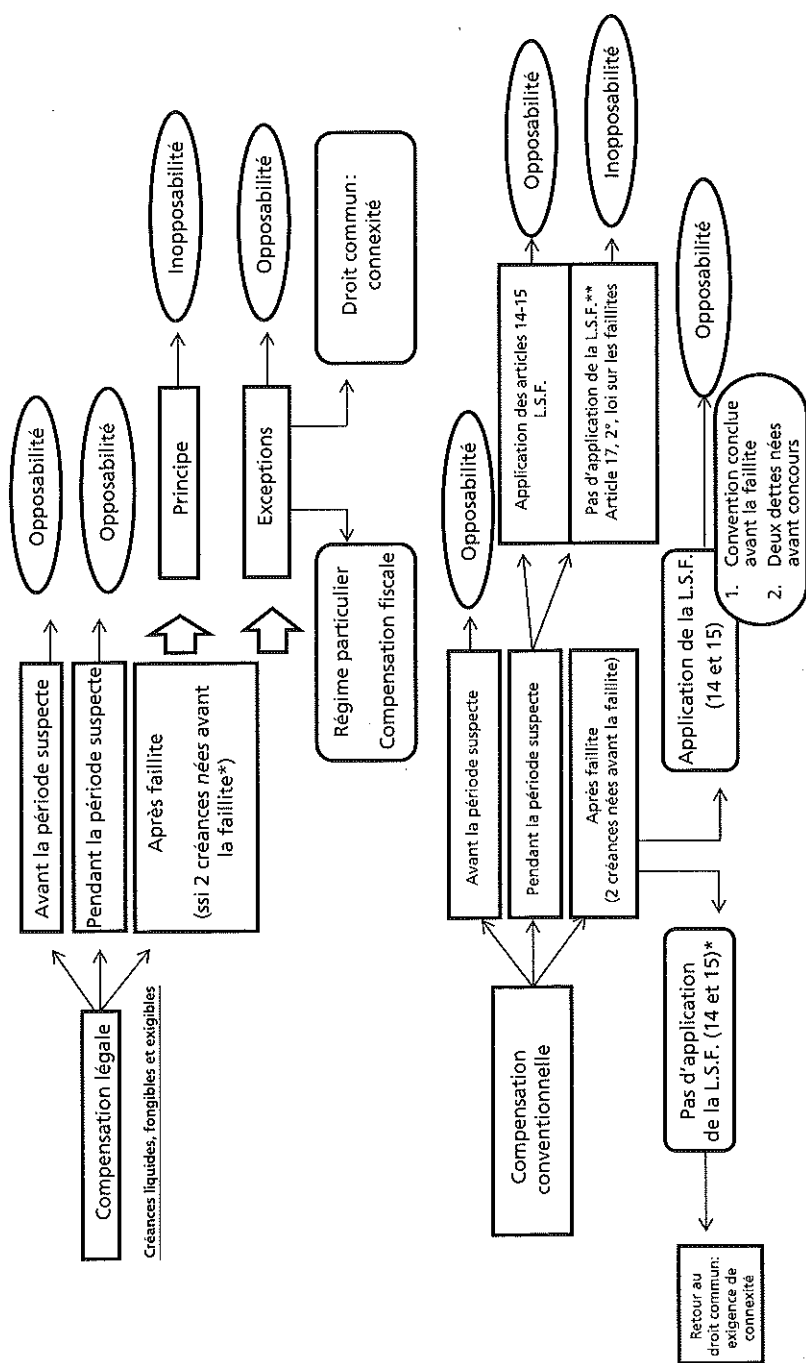 Compensation légale
Créances liquides, fongibles et exigibles
Avant la période suspecte
Opposabilité
Pendant la période suspecte
Opposabilité
Après faillite
(ssi 2 créances nées avant
la faillite*)
Principe
Inopposabilité
Exceptions
Opposabilité
Régime particulier
Compensation fiscale
Droit commun:
connexité
Compensation
conventionnelle
Avant la période suspecte
Opposabilité
Pendant la période suspecte
Application des articles 14-15
L.S.F.
Opposabilité
Pas d'application de la L.S.F.**
Article 17, 2°, loi sur les faillites
Inopposabilité
Après faillite
(2 créances nées avant la faillite)
Application de la L.S.F.
(14 et 15)
Opposabilité
1. Convention conclue
avant la faillite
2. Deux dettes nées
avant concours
Pas d'application
de la L.S.F. (14 et 15)*
Retour au
droit commun:
exigence de
connexité